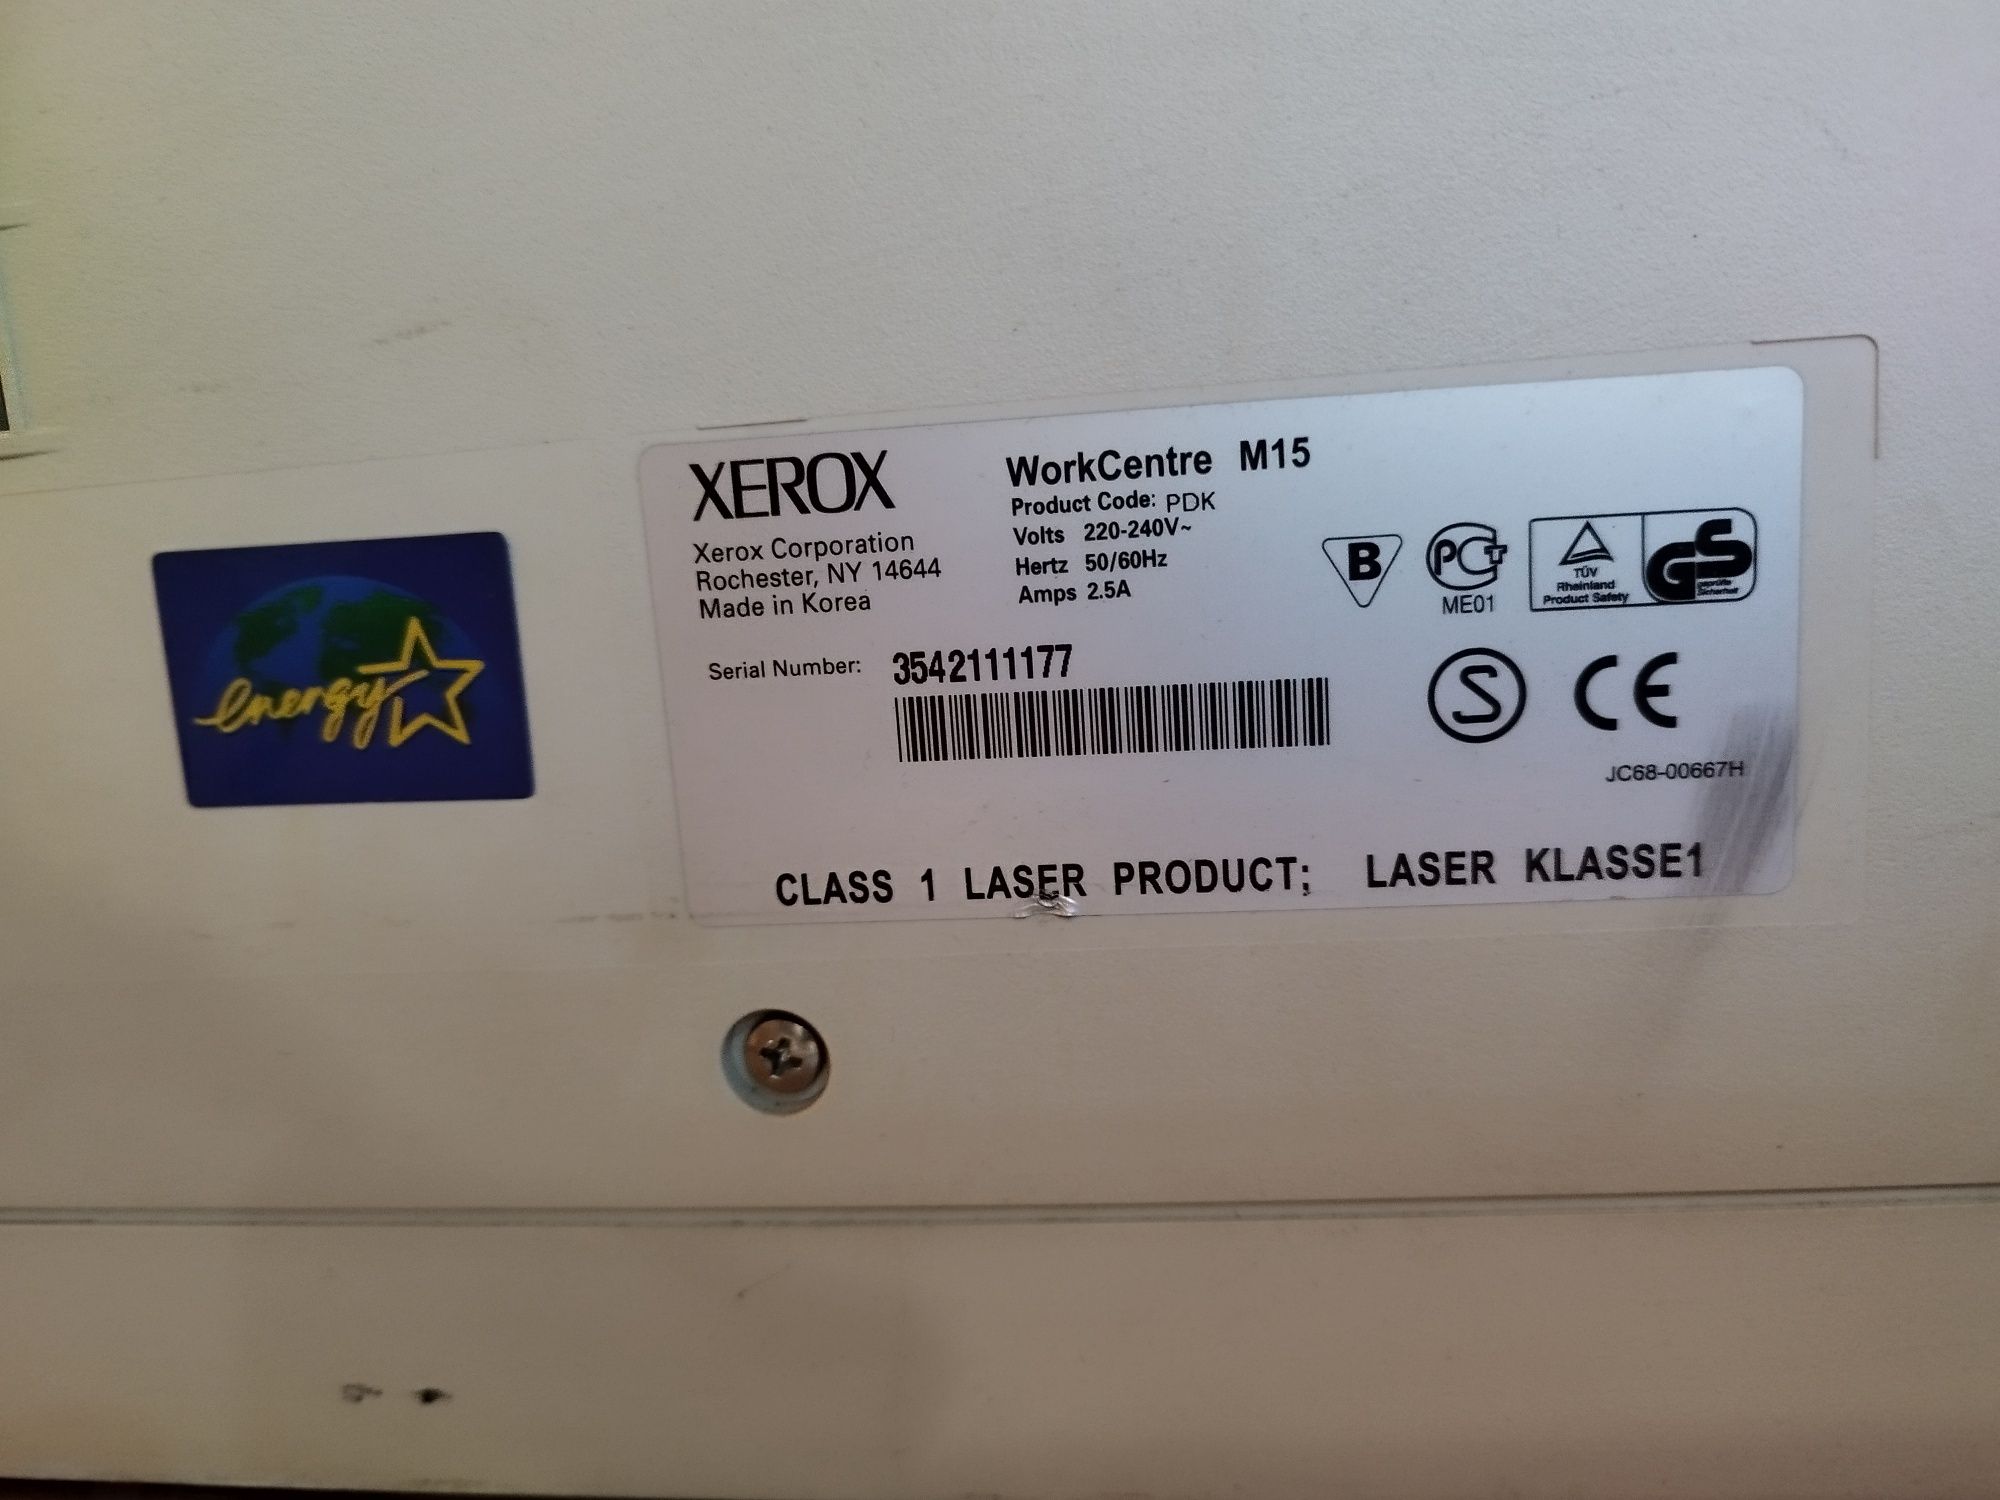 energy
XEROX
Xerox Corporation
Rochester, NY 14644
Made in Korea
WorkCentre M15
Product Code: PDK
Volts 220-240V~
Hertz 50/60Hz
Amps 2.5A
B
PCT
ME01
TÜV
Rheinland
Product Safety
GS
geprüfte
Sicherheit
Serial Number: 3542111177
S
CE
JC68-00667H
CLASS 1 LASER PRODUCT; LASER KLASSE1